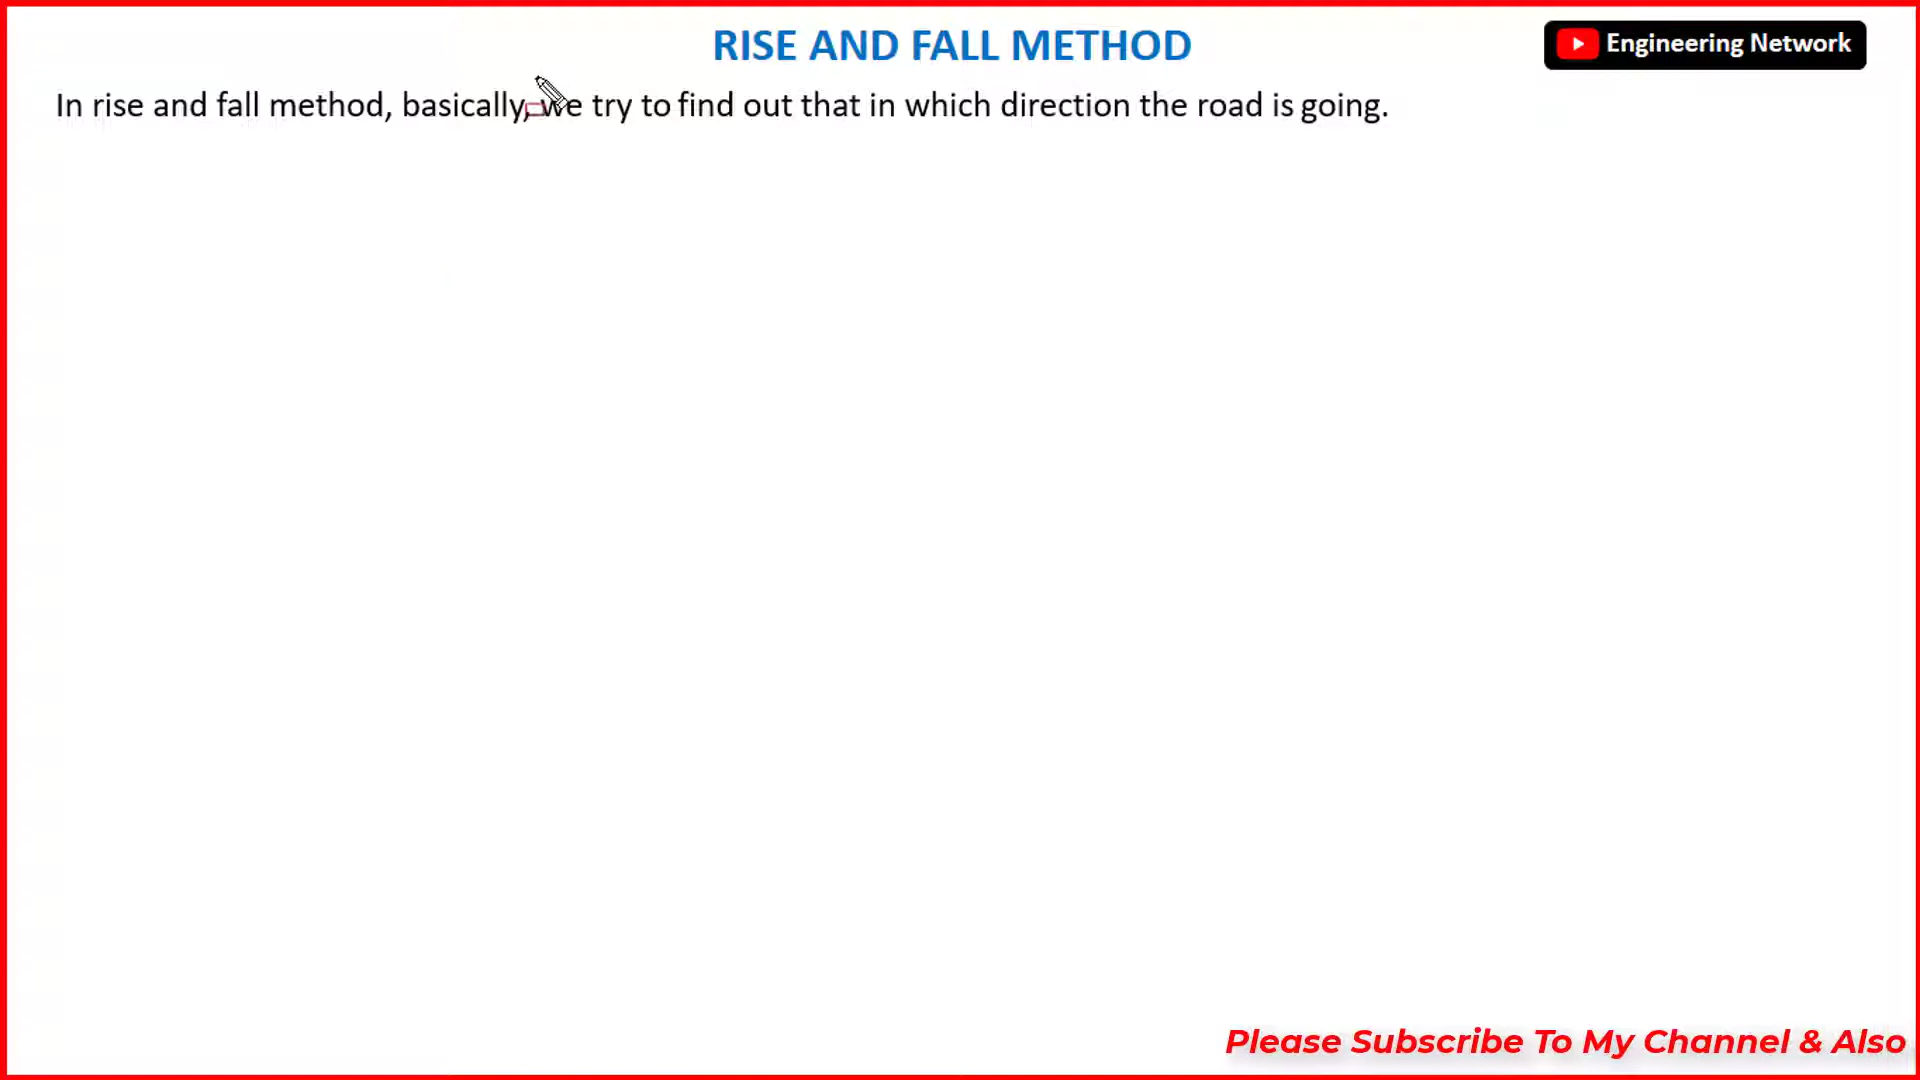 RISE AND FALL METHOD
Engineering Network
In rise and fall method, basically, we try to find out that in which direction the road is going.
Please Subscribe To My Channel & Also